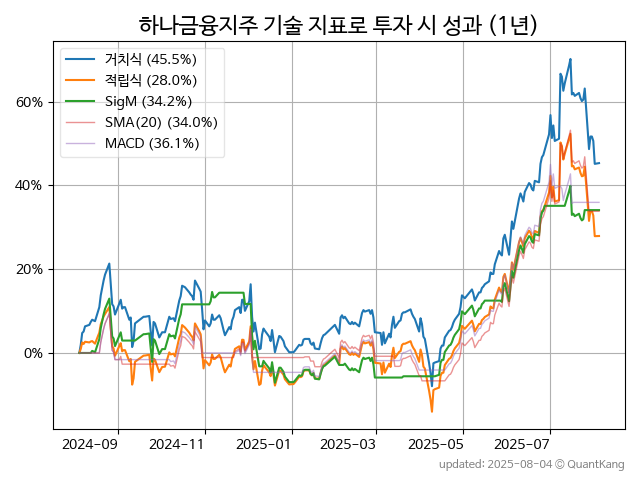 하나금융지주 기술 지표로 투자 시 성과 (1년)
거치식 (45.5%)
적립식 (28.0%)
SigM (34.2%)
SMA(20) (34.0%)
MACD (36.1%)
60%
40%
20%
0%
2024-09 2024-11 2025-01 2025-03 2025-05 2025-07
updated: 2025-08-04 © QuantKang